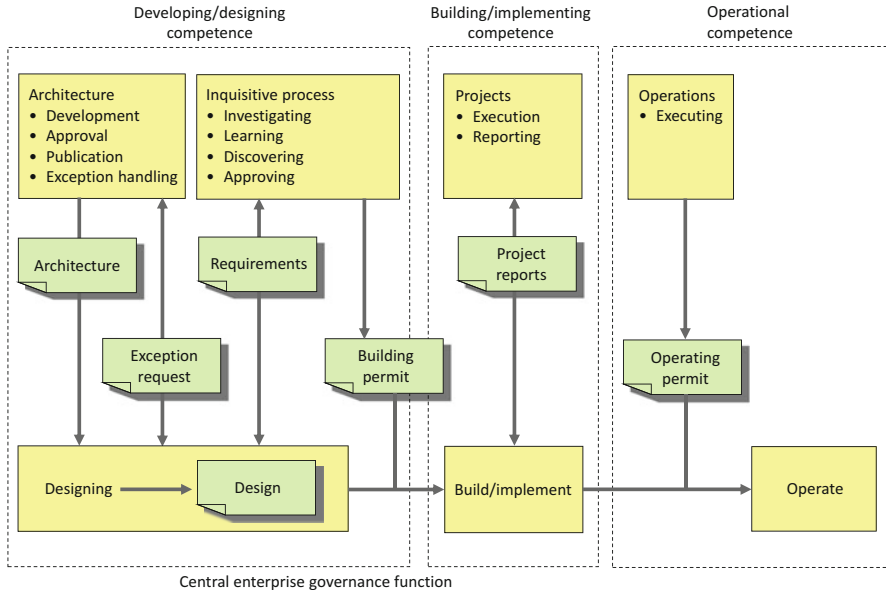 Developing/designing
competence
Building/implementing
competence
Operational
competence
Architecture
• Development
• Approval
• Publication
• Exception handling
Inquisitive process
• Investigating
• Learning
• Discovering
• Approving
Projects
• Execution
• Reporting
Operations
• Executing
Architecture
Requirements
Project
reports
Exception
request
Building
permit
Operating
permit
Designing
Design
Build/implement
Operate
Central enterprise governance function